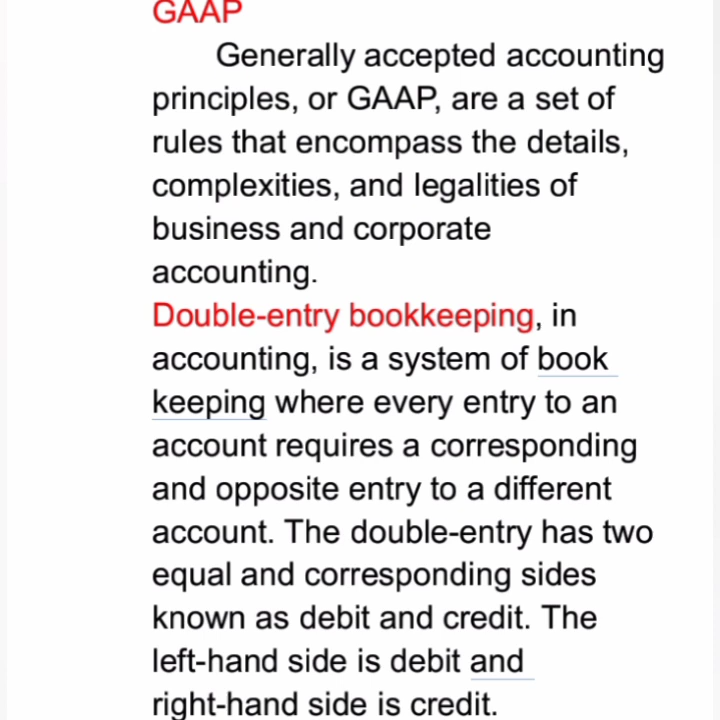 GAAP
Generally accepted accounting
principles, or GAAP, are a set of
rules that encompass the details,
complexities, and legalities of
business and corporate
accounting.
Double-entry bookkeeping, in
accounting, is a system of book
keeping where every entry to an
account requires a corresponding
and opposite entry to a different
account. The double-entry has two
equal and corresponding sides
known as debit and credit. The
left-hand side is debit and
right-hand side is credit.